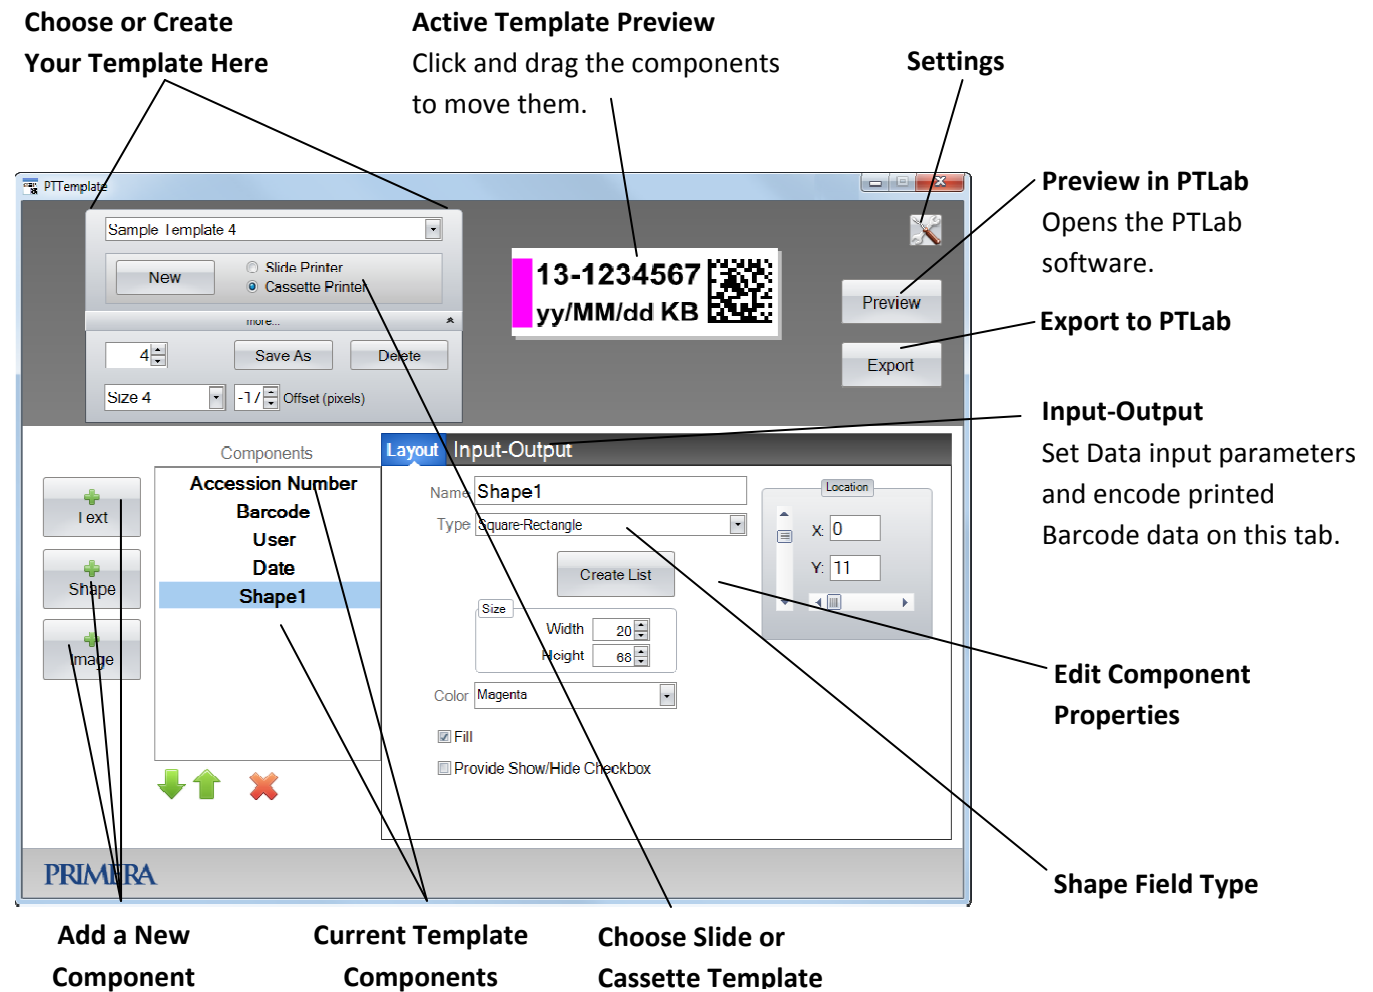 Choose or Create
Your Template Here
Active Template Preview
Click and drag the components
to move them.
Settings
PTTemplate
Sample Template 4
New
Slide Printer
Cassette Printer
more...
4
Save As
Delete
Size 4
-17
Offset (pixels)
13-1234567
yy/MM/dd KB
Preview
Export
Preview in PTLab
Opens the PTLab
software.
Export to PTLab
Input-Output
Set Data input parameters
and encode printed
Barcode data on this tab.
Components
Layout
Input-Output
Text
Shape
Image
Accession Number
Barcode
User
Date
Shape1
Name
Shape1
Type
Square-Rectangle
Create List
Size
Width
20
Height
68
Color
Magenta
Fill
Provide Show/Hide Checkbox
Location
X:
0
Y:
11
Edit Component
Properties
Shape Field Type
PRIMERA
Add a New
Component
Current Template
Components
Choose Slide or
Cassette Template